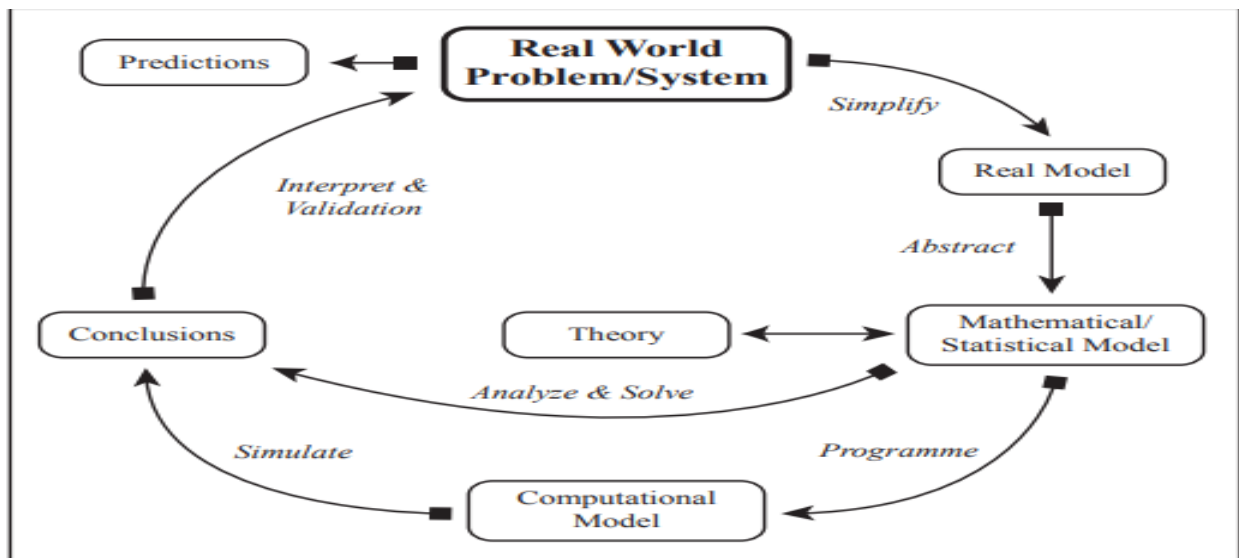 Real World
Problem/System
Predictions
Simplify
Real Model
Interpret &
Validation
Abstract
Conclusions
Theory
Mathematical/
Statistical Model
Analyze & Solve
Simulate
Programme
Computational
Model